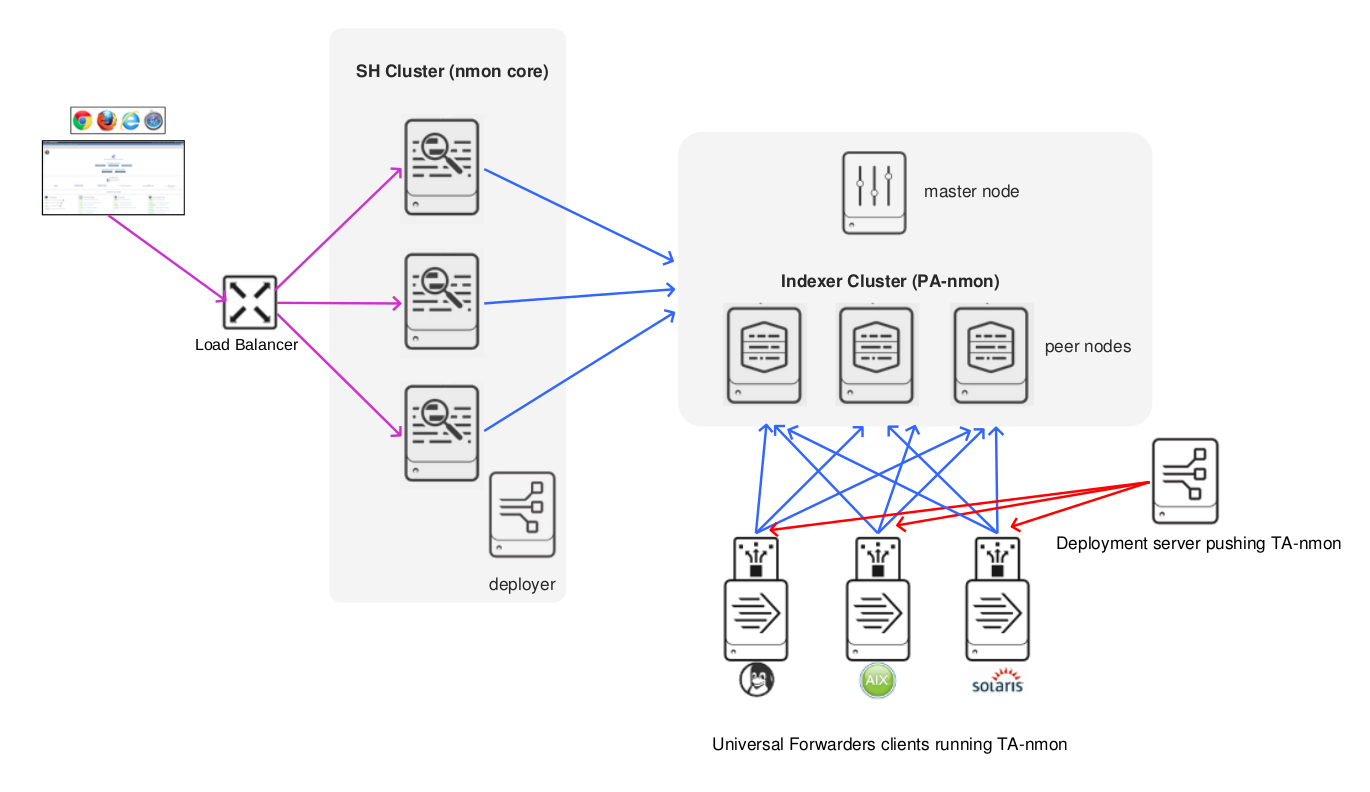 SH Cluster (nmon core)
master node
Indexer Cluster (PA-nmon)
Load Balancer
peer nodes
deployer
Deployment server pushing TA-nmon
AIX
solaris
Universal Forwarders clients running TA-nmon